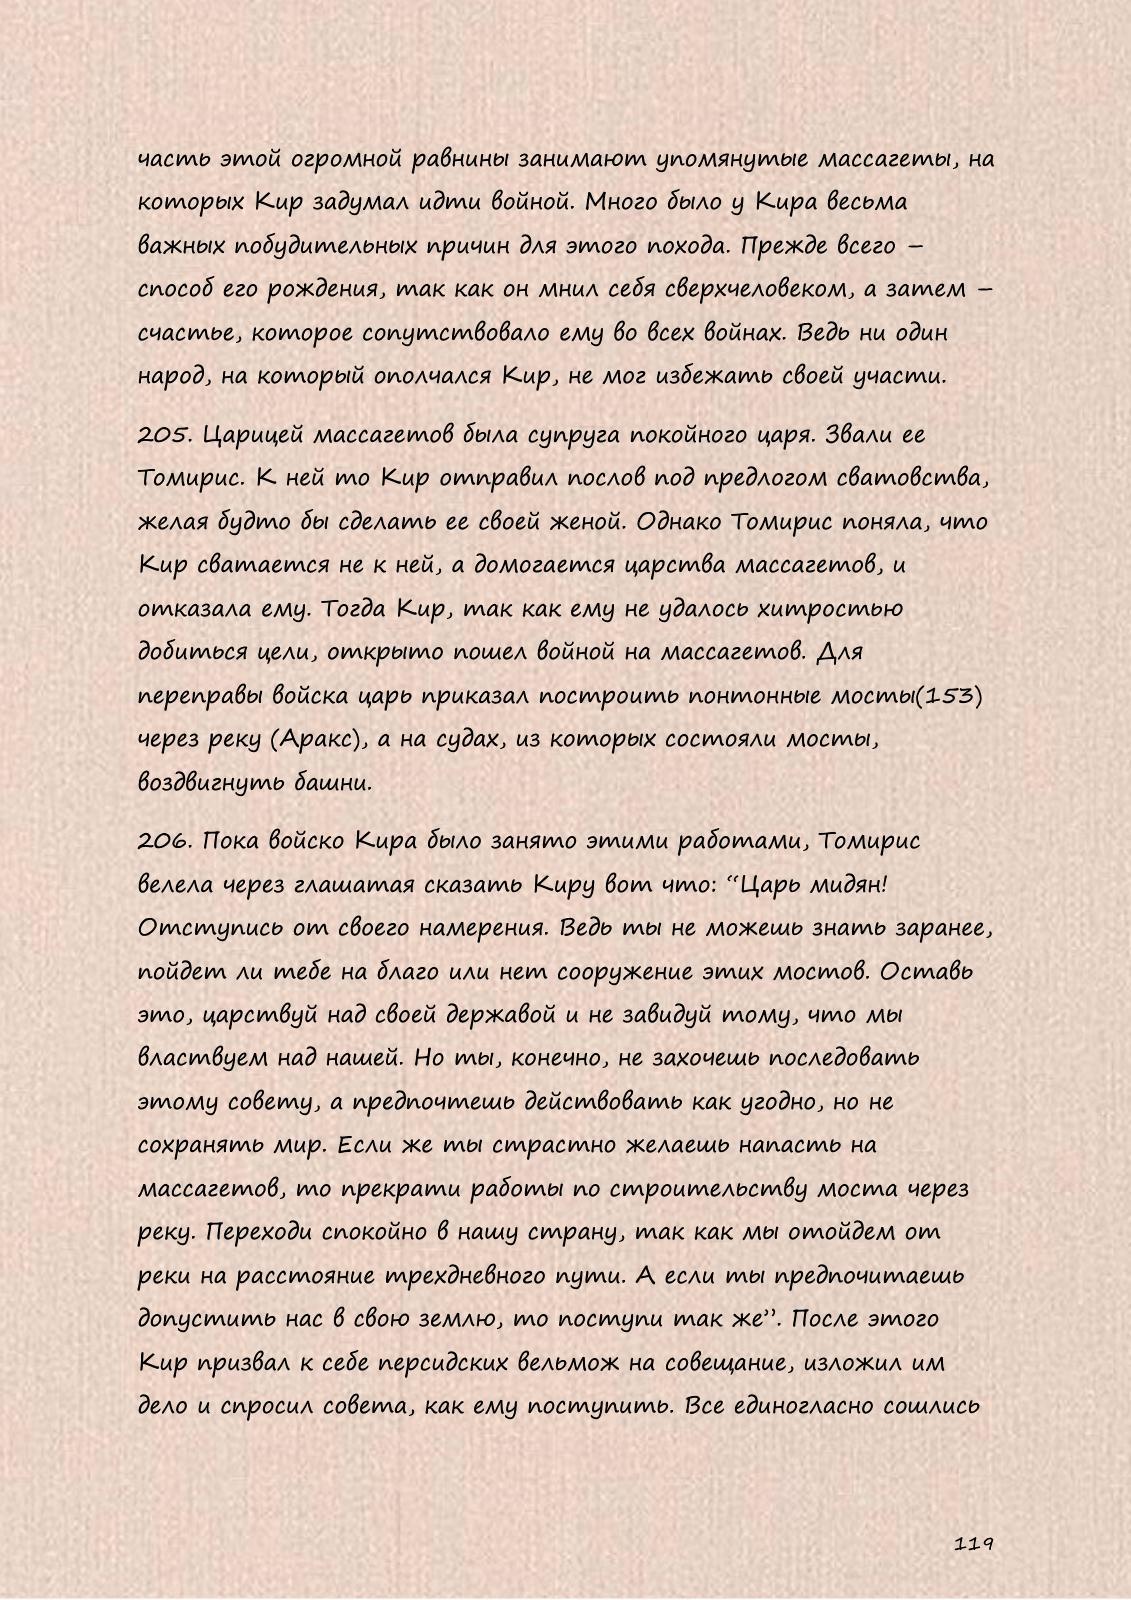 часть этой огромной равнины занимают упомянутые массагеты, на
которых Кир задумал идти войной. Много было у Кира весьма
важных побудительных причин для этого похода. Прежде всего –
способ его рождения, так как он мнил себя сверхчеловеком, а затем –
счастье, которое сопутствовало ему во всех войнах. Ведь ни один
народ, на который ополчался Кир, не мог избежать своей участи.
205. Царицей массагетов была супруга покойного царя. Звали ее
Томирис. К ней то Кир отправил послов под предлогом сватовства,
желая будто бы сделать ее своей женой. Однако Томирис поняла, что
Кир сватается не к ней, а домогается царства массагетов, и
отказала ему. Тогда Кир, так как ему не удалось хитростью
добиться цели, открыто пошел войной на массагетов. Для
переправы войска царь приказал построить понтонные мосты(153)
через реку (Аракс), а на судах, из которых состояли мосты,
воздвигнуть башни.
206. Пока войско Кира было занято этими работами, Томирис
велела через глашатая сказать Киру вот что: “Царь мидян!
Отступись от своего намерения. Ведь ты не можешь знать заранее,
пойдет ли тебе на благо или нет сооружение этих мостов. Оставь
это, царствуй над своей державой и не завидуй тому, что мы
властвуем над нашей. Но ты, конечно, не захочешь последовать
этому совету, а предпочтешь действовать как угодно, но не
сохранять мир. Если же ты страстно желаешь напасть на
массагетов, то прекрати работы по строительству моста через
реку. Переходи спокойно в нашу страну, так как мы отойдем от
реки на расстояние трехдневного пути. А если ты предпочитаешь
допустить нас в свою землю, то поступи так же”. После этого
Кир призвал к себе персидских вельмож на совещание, изложил им
дело и спросил совета, как ему поступить. Все единогласно сошлись
119